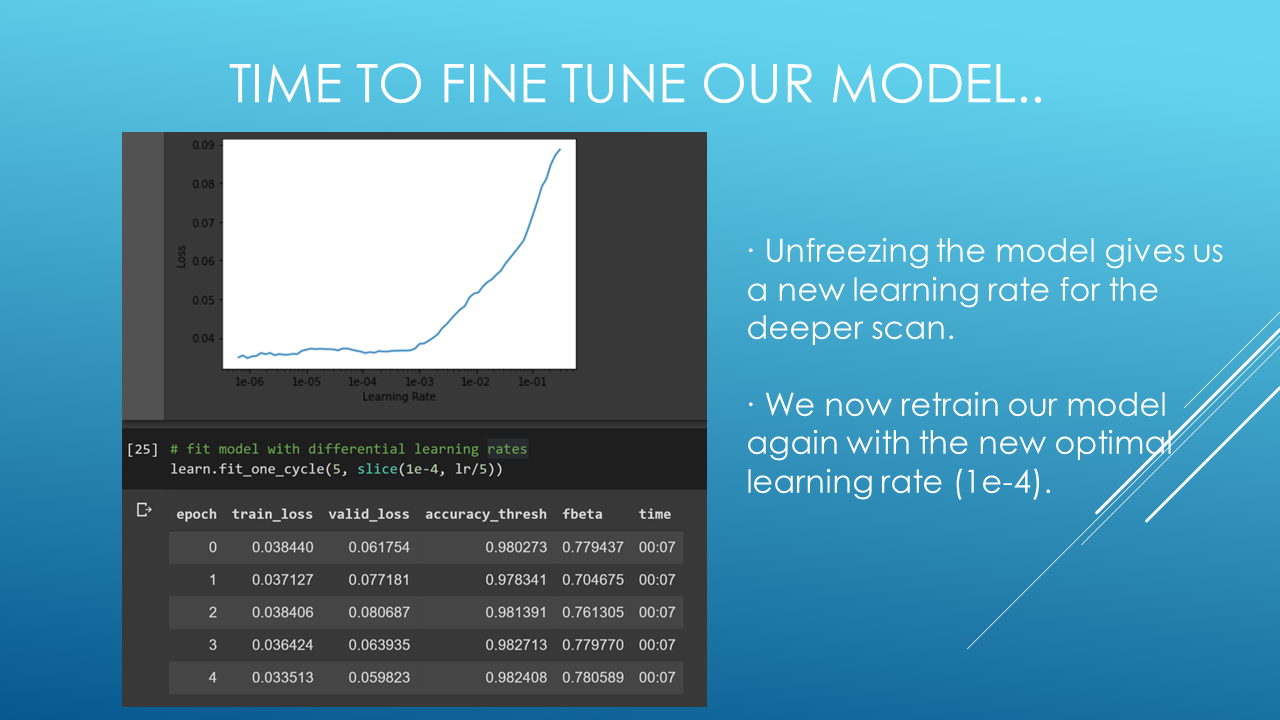 TIME TO FINE TUNE OUR MODEL..
0.09
0.08
0.07
0.06
0.05
0.04
Loss
1e-06 1e-05 1e-04 1e-03 1e-02 1e-01
Learning Rate
[25] # fit model with differential learning rates
learn.fit_one_cycle(5, slice(1e-4, lr/5))
epoch train_loss valid_loss accuracy_thresh fbeta time
0 0.038440 0.061754 0.980273 0.779437 00:07
1 0.037127 0.077181 0.978341 0.704675 00:07
2 0.038406 0.080687 0.981391 0.761305 00:07
3 0.036424 0.063935 0.982713 0.779770 00:07
4 0.033513 0.059823 0.982408 0.780589 00:07
· Unfreezing the model gives us
a new learning rate for the
deeper scan.
· We now retrain our model
again with the new optimal
learning rate (1e-4).